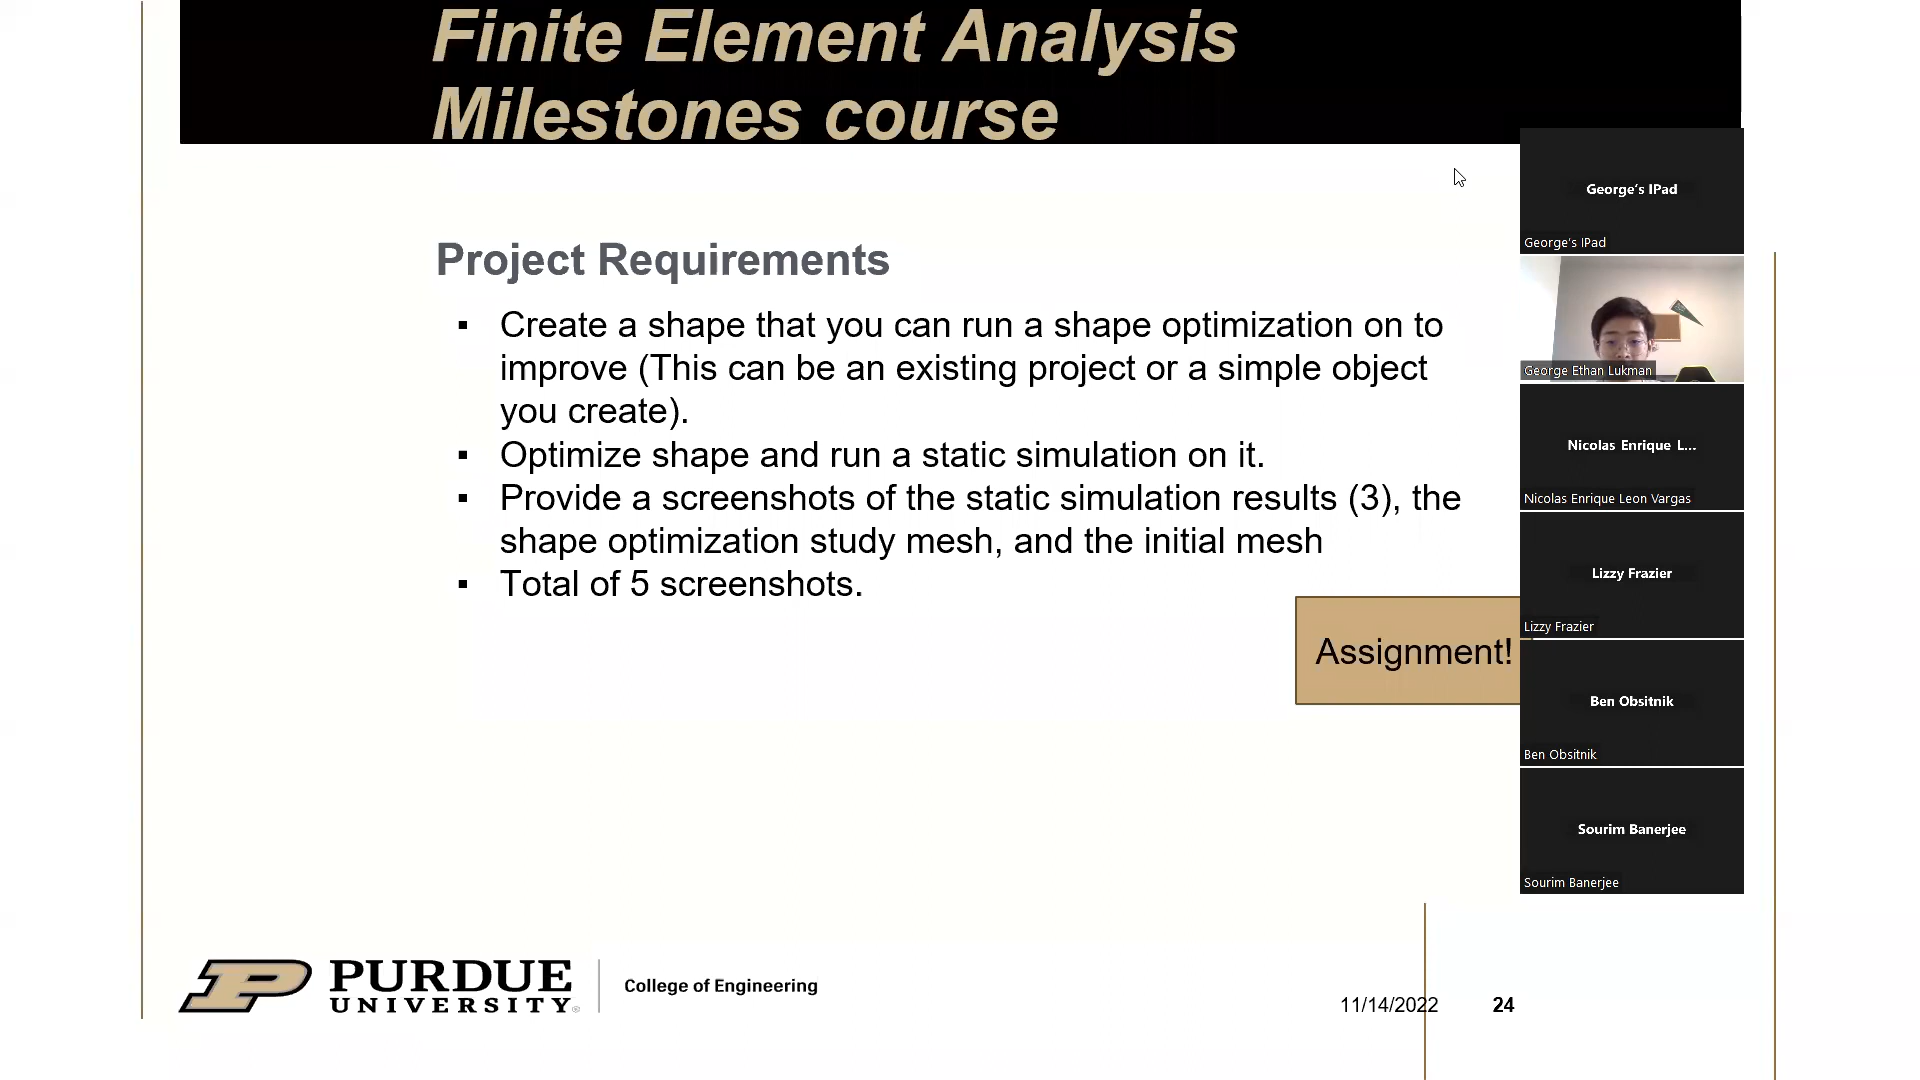 Finite Element Analysis
Milestones course
Project Requirements
▪ Create a shape that you can run a shape optimization on to
improve (This can be an existing project or a simple object
you create).
▪ Optimize shape and run a static simulation on it.
▪ Provide a screenshots of the static simulation results (3), the
shape optimization study mesh, and the initial mesh
▪ Total of 5 screenshots.
Assignment!
George's IPad
George's IPad
George Ethan Lukman
Nicolas Enrique L...
Nicolas Enrique Leon Vargas
Lizzy Frazier
Lizzy Frazier
Ben Obsitnik
Ben Obsitnik
Sourim Banerjee
Sourim Banerjee
P PURDUE
UNIVERSITY®
College of Engineering
11/14/2022
24